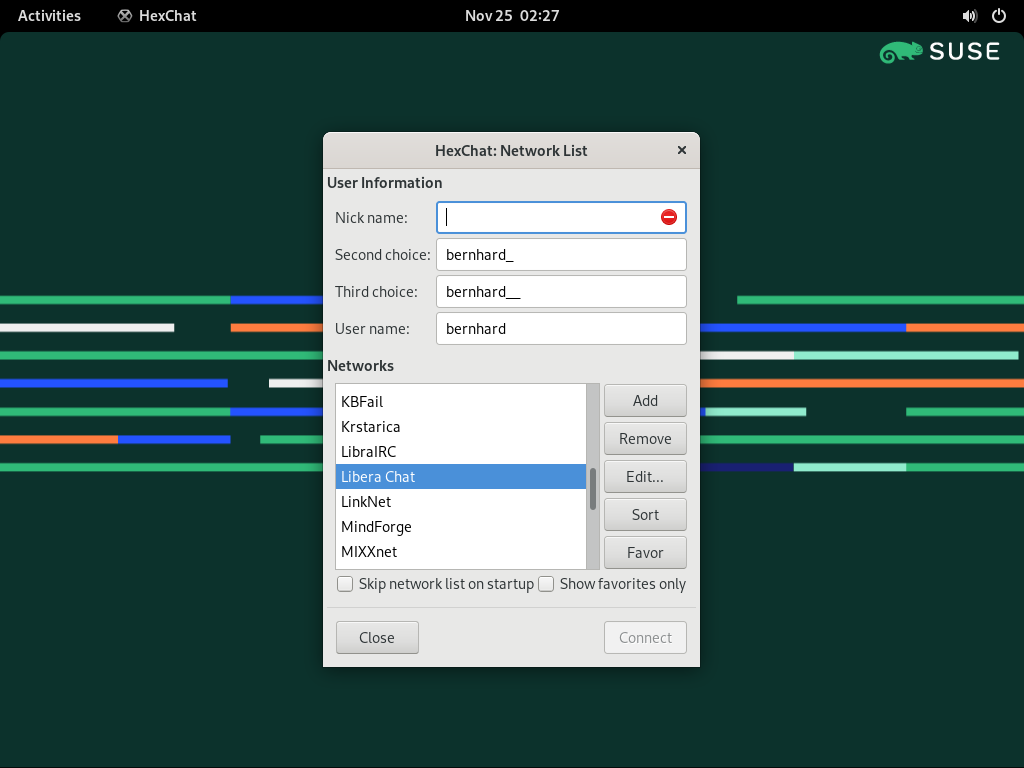 Activities HexChat Nov 25 02:27
SUSE
HexChat: Network List
User Information
Nick name:
Second choice: bernhard_
Third choice: bernhard__
User name: bernhard
Networks
KBFail
Krstarica
LibraIRC
Libera Chat
LinkNet
MindForge
MIXXnet
Add
Remove
Edit...
Sort
Favor
Skip network list on startup Show favorites only
Close Connect